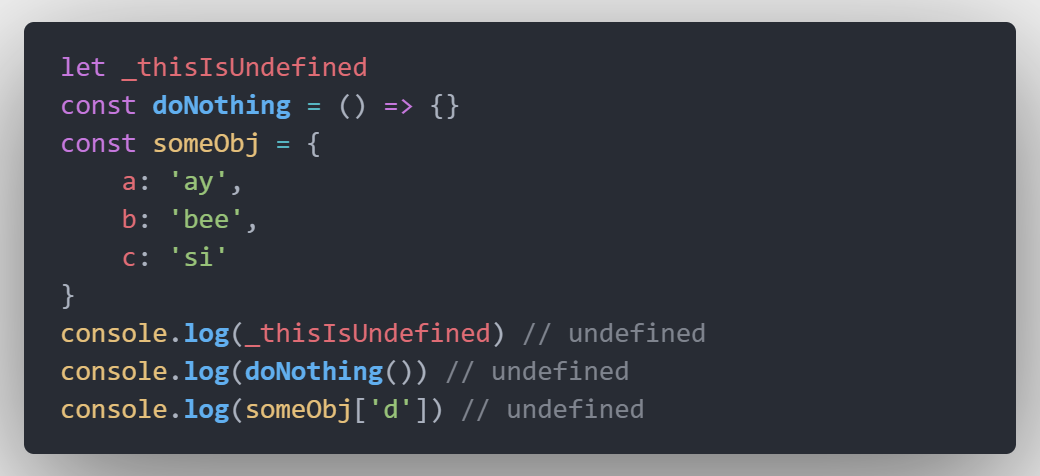 let _thisIsUndefined
const doNothing = () => {}
const someObj = {
    a: 'ay',
    b: 'bee',
    c: 'si'
}
console.log(_thisIsUndefined) // undefined
console.log(doNothing()) // undefined
console.log(someObj['d']) // undefined